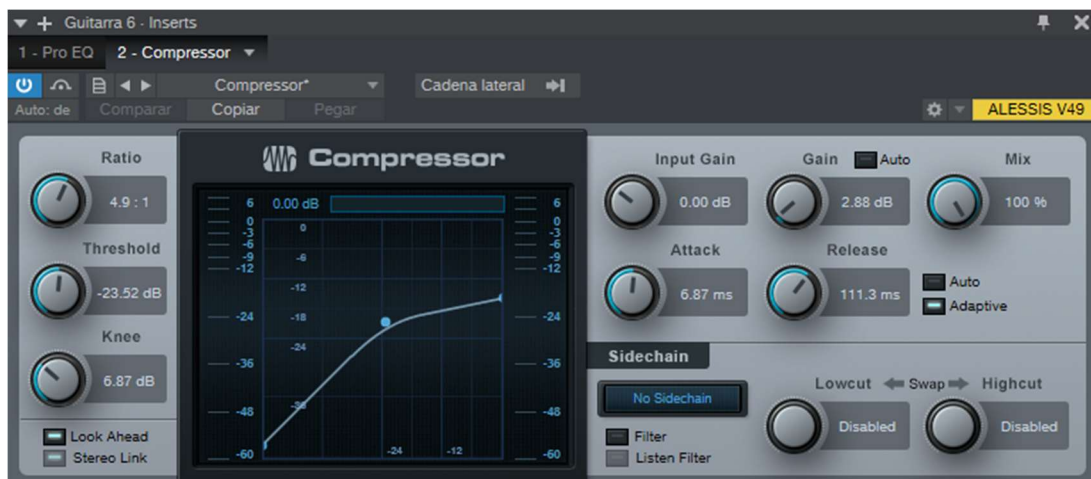 Guitarra 6 - Inserts
1 - Pro EQ 2 - Compressor
Compressor* Cadena lateral
Auto: de Comparar Copiar Pegar ALESSIS V49
Ratio
4.9 : 1
Threshold
-23.52 dB
Knee
6.87 dB
Look Ahead
Stereo Link
Compressor
0.00 dB
6
0
-3
-6
-9
-12
-24
-36
-48
-60
0
-6
-12
-18
-24
-36
-24 -12
6
0
-3
-6
-9
-12
-24
-36
-48
-60
Input Gain Gain Auto Mix
0.00 dB 2.88 dB 100 %
Attack Release
6.87 ms 111.3 ms
Auto
Adaptive
Sidechain
No Sidechain
Filter
Listen Filter
Lowcut Swap Highcut
Disabled Disabled